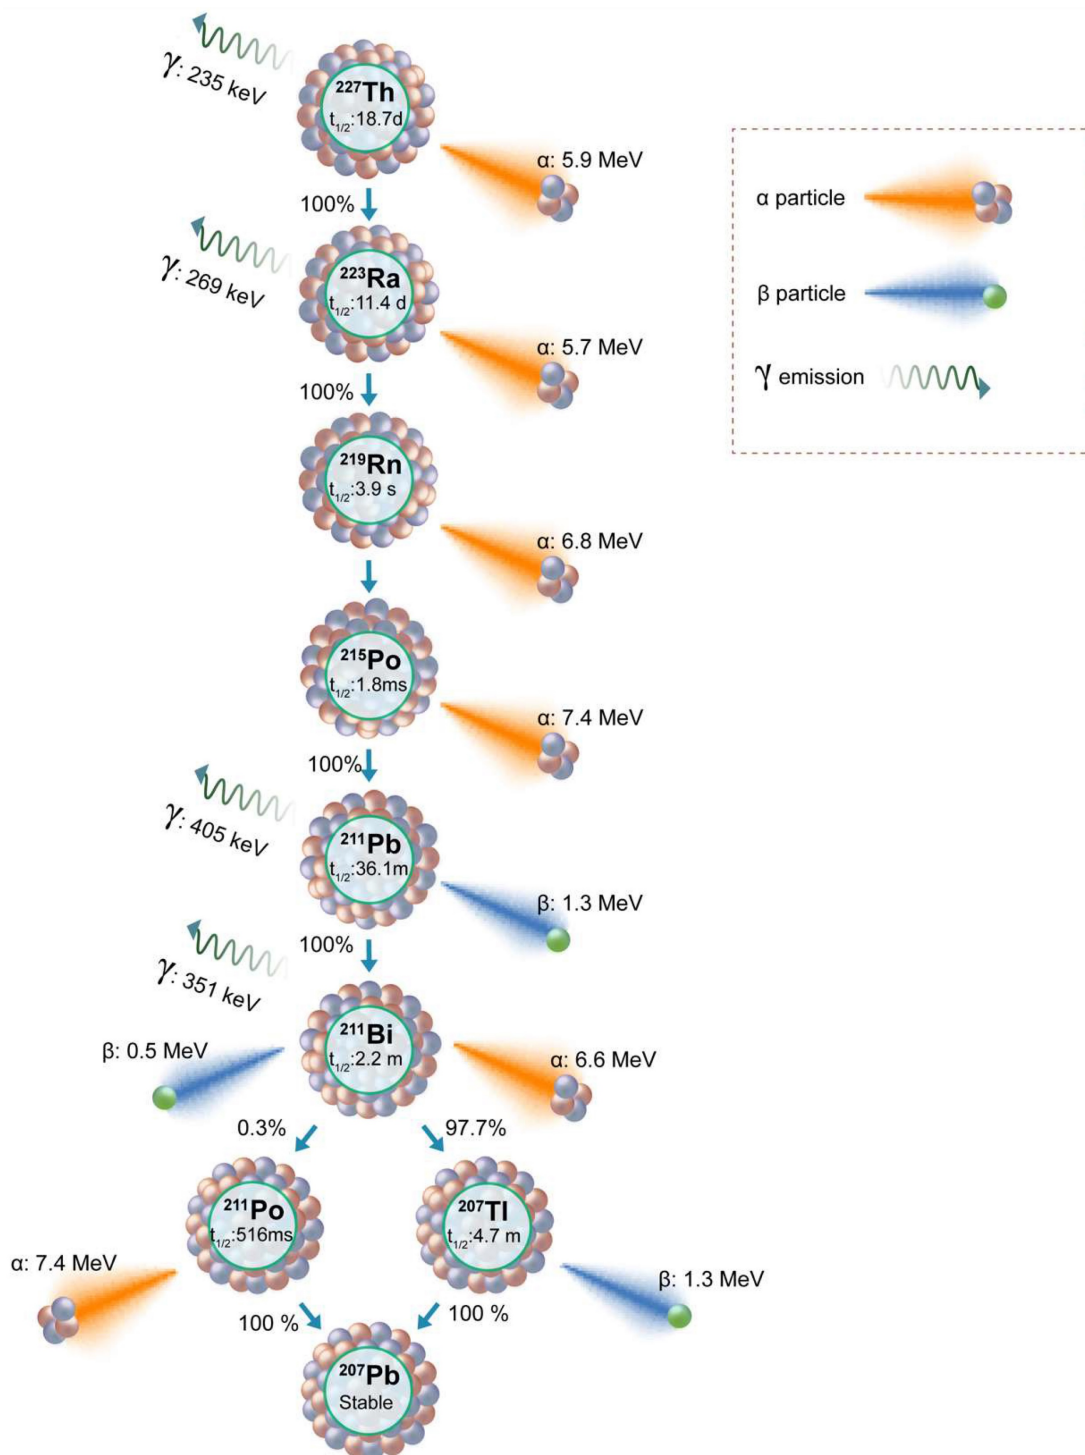 γ: 235 keV
²²⁷Th
t₁/₂:18.7d
α: 5.9 MeV
100%
γ: 269 keV
²²³Ra
t₁/₂:11.4 d
α: 5.7 MeV
100%
²¹⁹Rn
t₁/₂:3.9 s
α: 6.8 MeV
²¹⁵Po
t₁/₂:1.8ms
α: 7.4 MeV
100%
γ: 405 keV
²¹¹Pb
t₁/₂:36.1m
β: 1.3 MeV
100%
γ: 351 keV
²¹¹Bi
t₁/₂:2.2 m
β: 0.5 MeV
α: 6.6 MeV
0.3%
97.7%
²¹¹Po
t₁/₂:516ms
²⁰⁷Tl
t₁/₂:4.7 m
α: 7.4 MeV
β: 1.3 MeV
100 %
100 %
²⁰⁷Pb
Stable
α particle
β particle
γ emission